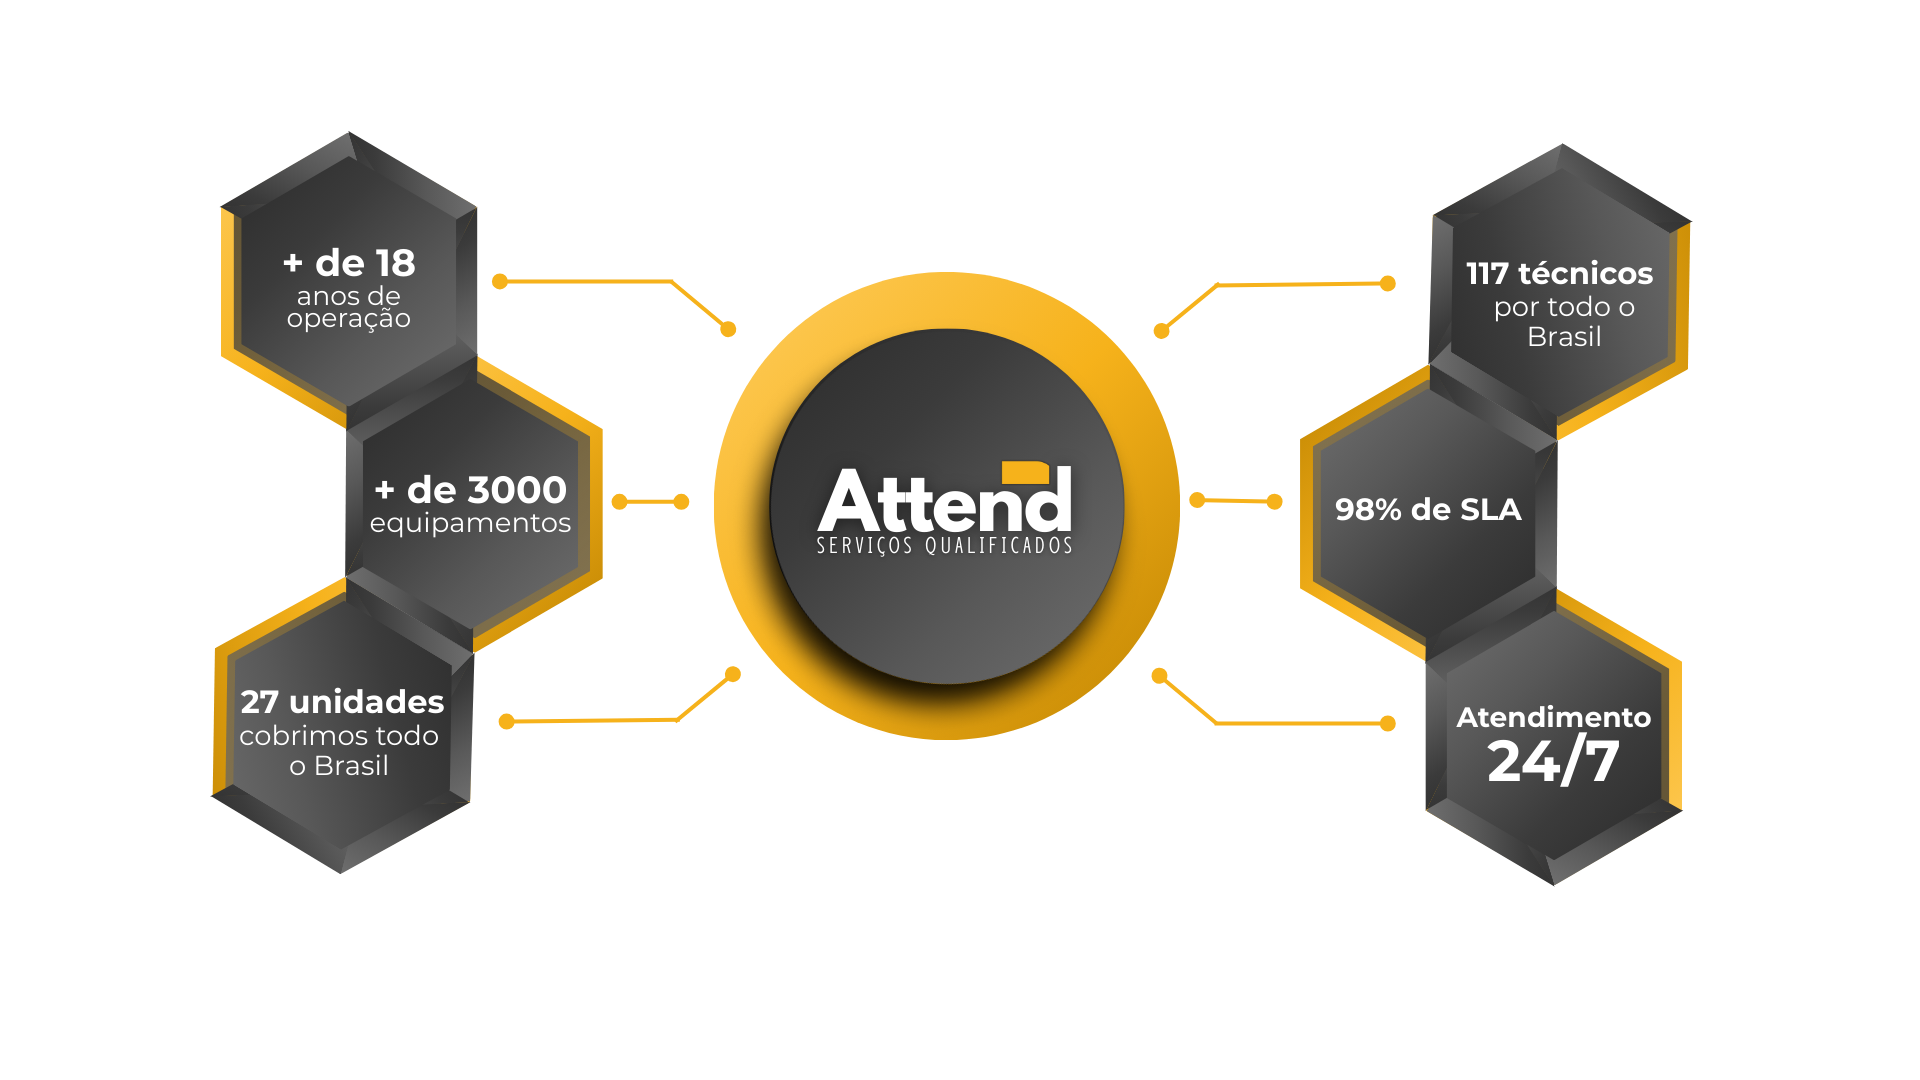 + de 18
anos de
operação
+ de 3000
equipamentos
27 unidades
cobrimos todo
o Brasil
Attend
SERVIÇOS QUALIFICADOS
117 técnicos
por todo o
Brasil
98% de SLA
Atendimento
24/7